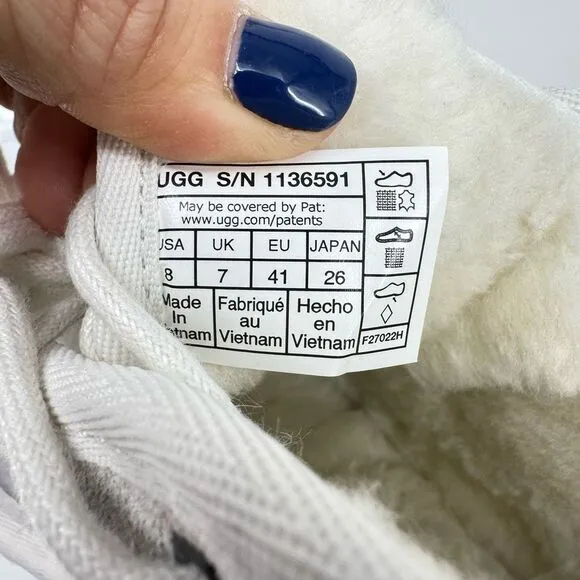 UGG S/N 1136591
May be covered by Pat:
www.ugg.com/patents
USA UK EU JAPAN
8 7 41 26
Made Fabriqué Hecho
In au en
Vietnam Vietnam Vietnam
F27022H